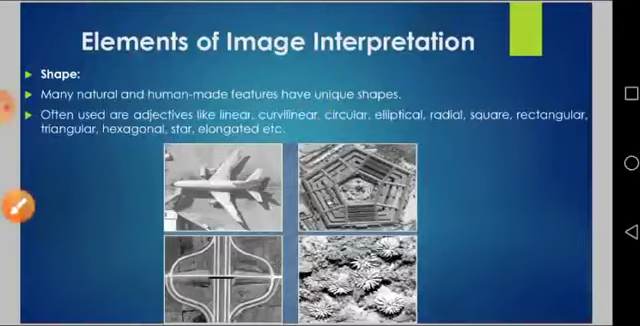 Elements of Image Interpretation
Shape:
Many natural and human-made features have unique shapes.
Often used are adjectives like linear, curvilinear, circular, elliptical, radial, square, rectangular,
triangular, hexagonal, star, elongated etc.